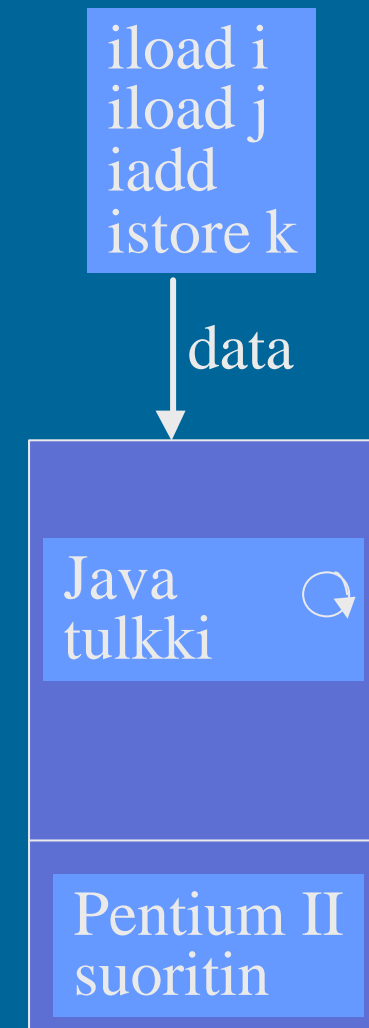 iload i
iload j
iadd
istore k
data
Java
tulkki
Pentium II
suoritin